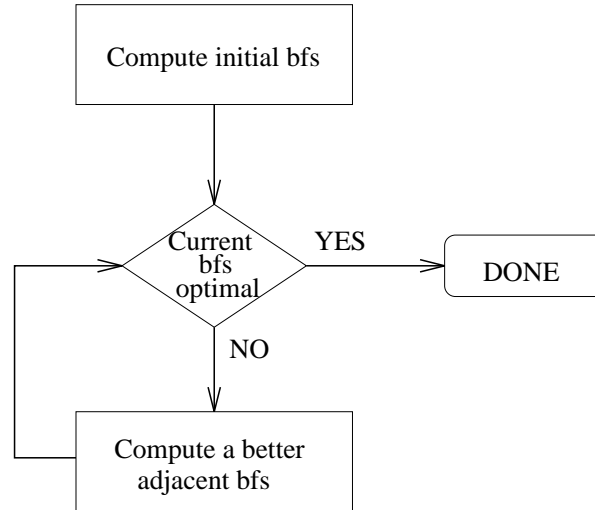 Compute initial bfs
Current
bfs
optimal
YES
DONE
NO
Compute a better
adjacent bfs